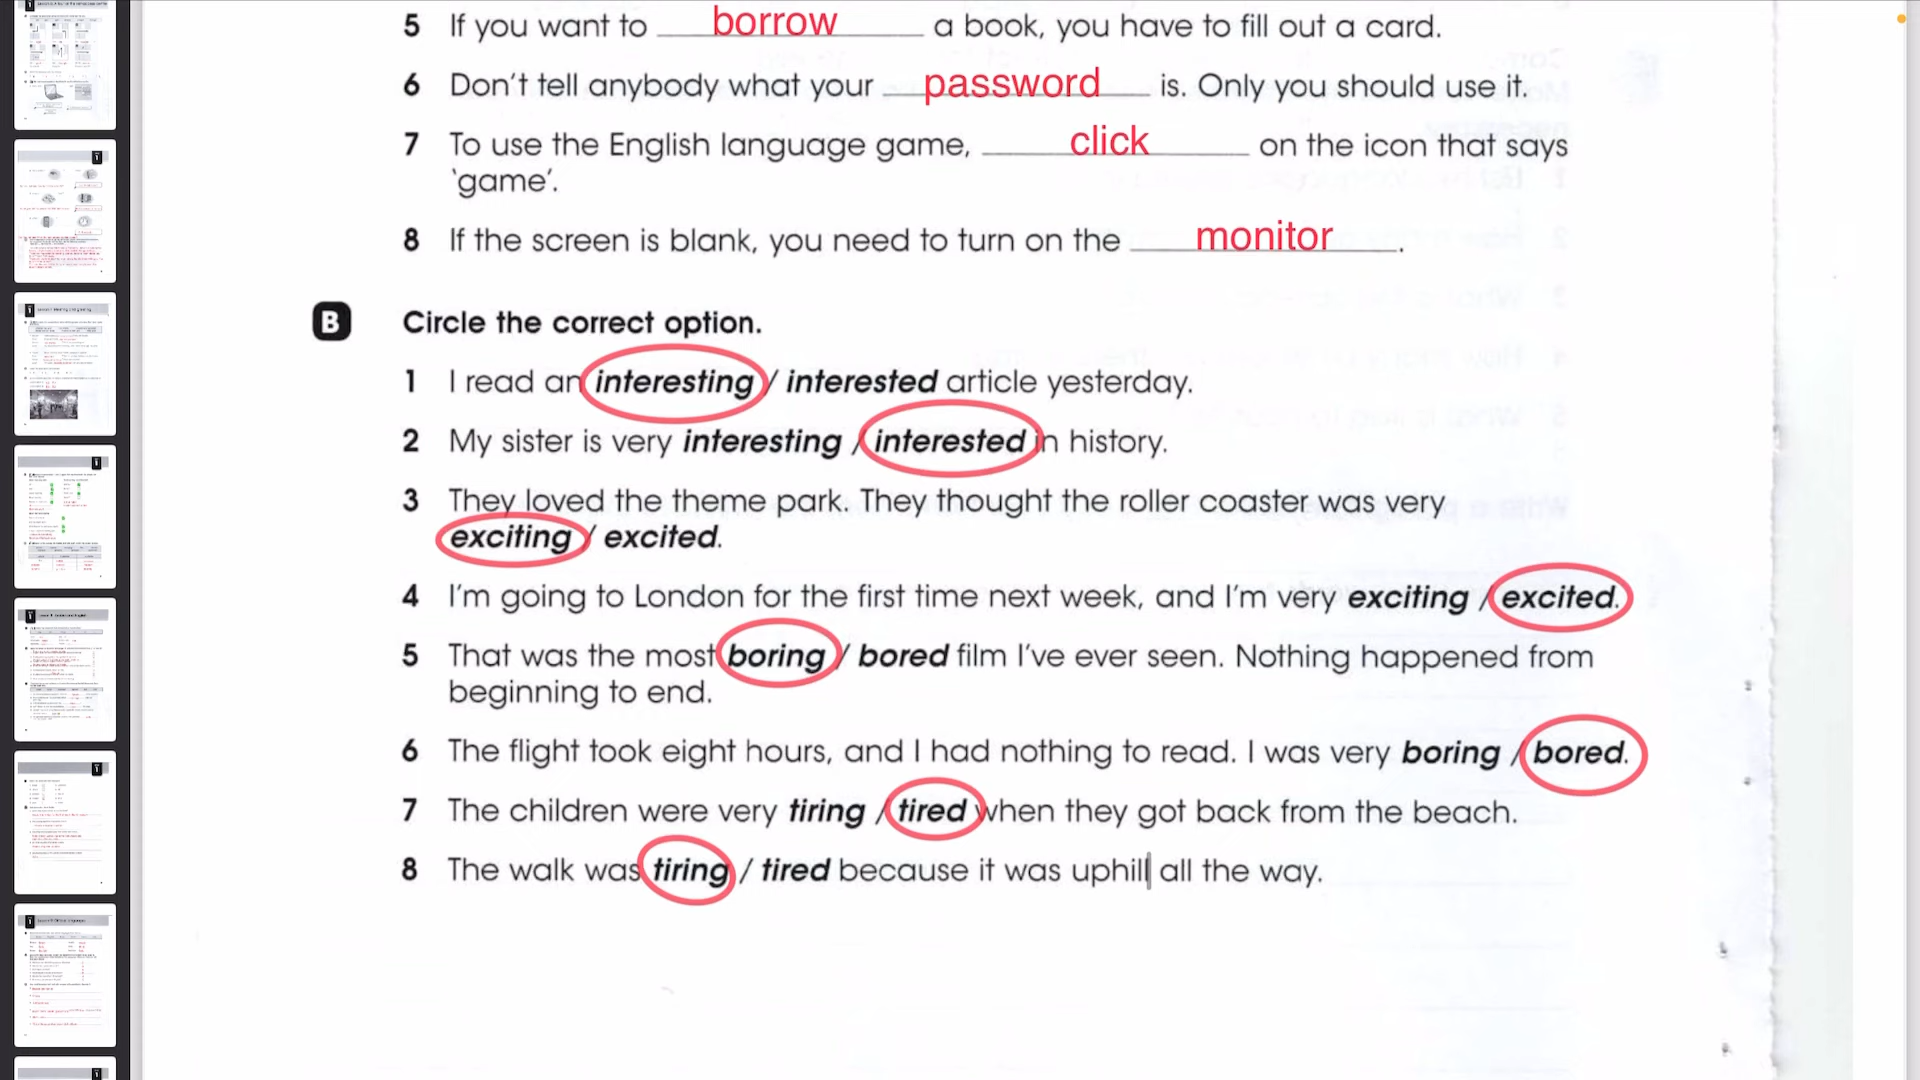 5 If you want to borrow a book, you have to fill out a card.
6 Don't tell anybody what your password is. Only you should use it.
7 To use the English language game, click on the icon that says
'game'.
8 If the screen is blank, you need to turn on the monitor.
B Circle the correct option.
1 I read an interesting / interested article yesterday.
2 My sister is very interesting / interested in history.
3 They loved the theme park. They thought the roller coaster was very
exciting / excited.
4 I'm going to London for the first time next week, and I'm very exciting / excited.
5 That was the most boring / bored film I've ever seen. Nothing happened from
beginning to end.
6 The flight took eight hours, and I had nothing to read. I was very boring / bored.
7 The children were very tiring / tired when they got back from the beach.
8 The walk was tiring / tired because it was uphill all the way.